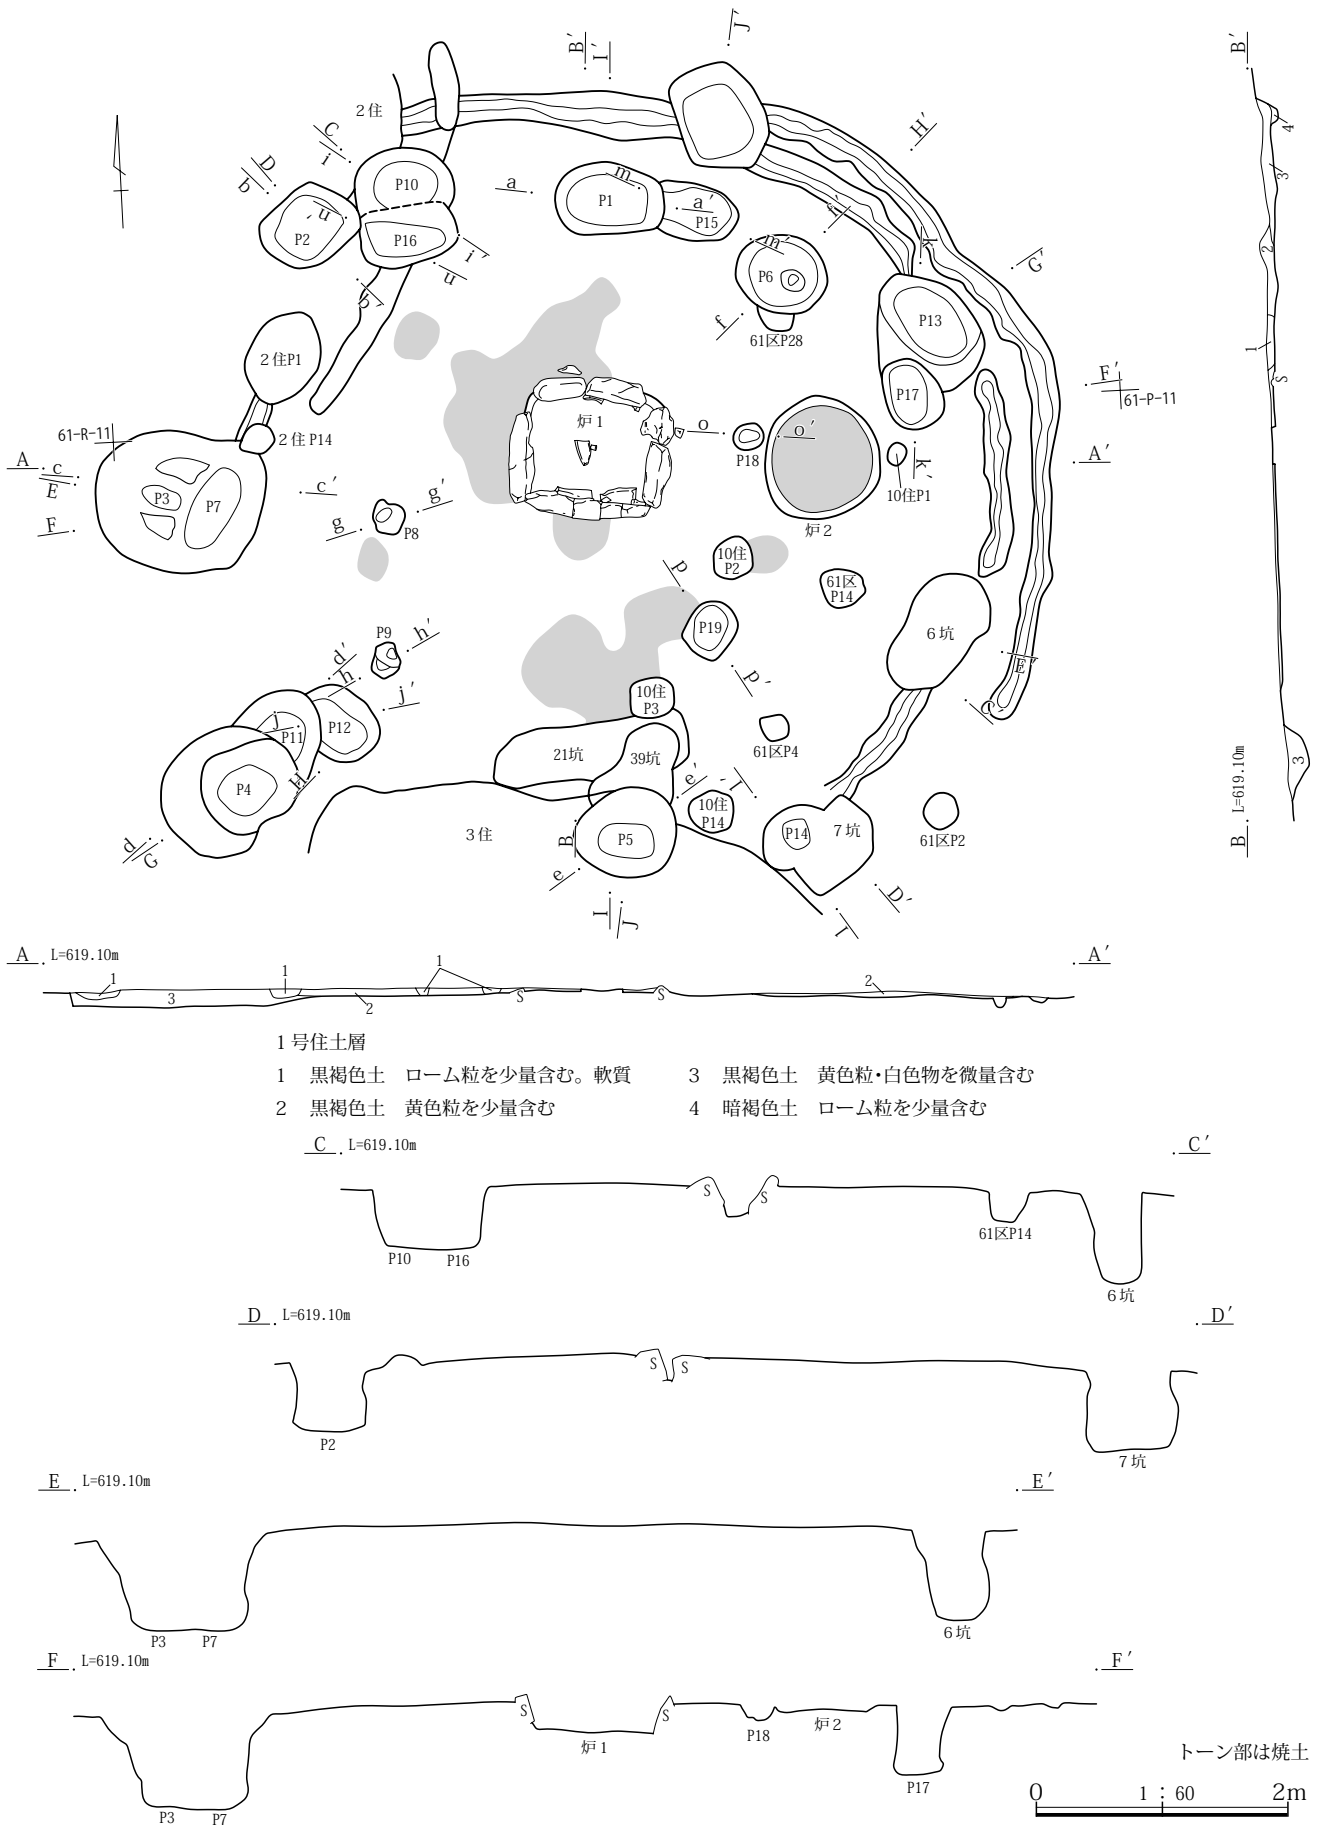 B′
I′
J′
B′
2住
C
i
D
b
H′
P10
m
a
P1
a′
P15
f′
k
4
3
u
P2
P16
i′
u
m′
P6
G′
2
b′
f
61区P28
P13
1
2住P1
F′
61-P-11
S
炉1
P17
61-R-11
2住P14
o
o′
P18
A
c
E
A′
c′
g′
k′
10住P1
P3
P7
F
g
P8
炉2
10住
P2
p
61区
P14
P9
h′
P19
6坑
d′
h
E′
p′
10住
P3
j′
C′
j
P11
P12
21坑
39坑
61区P4
3
H
P4
e′
I′
L=619.10m
10住
P14
3住
B
P5
P14
7坑
61区P2
B
d
G
e
D′
I
J
I
A L=619.10m
A′
1
1
1
3
2
S
S
2
1号住土層
1 黒褐色土 ローム粒を少量含む。軟質
3 黒褐色土 黄色粒・白色物を微量含む
2 黒褐色土 黄色粒を少量含む
4 暗褐色土 ローム粒を少量含む
C L=619.10m
C′
S
S
P10
P16
61区P14
6坑
D L=619.10m
D′
S
S
P2
7坑
E L=619.10m
E′
P3
P7
6坑
F L=619.10m
F′
S
S
炉1
P18
炉2
P17
P3
P7
トーン部は焼土
0 1:60 2m